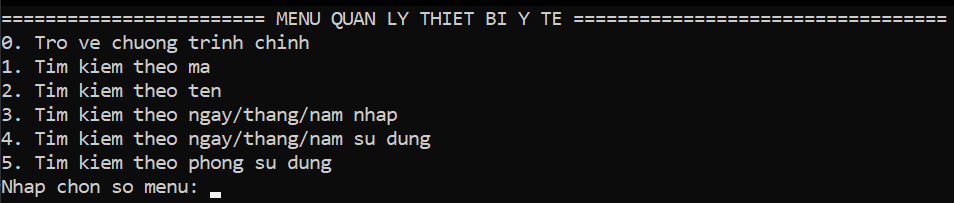 ======================== MENU QUAN LY THIET BI Y TE ==================================
0. Tro ve chuong trinh chinh
1. Tim kiem theo ma
2. Tim kiem theo ten
3. Tim kiem theo ngay/thang/nam nhap
4. Tim kiem theo ngay/thang/nam su dung
5. Tim kiem theo phong su dung
Nhap chon so menu: